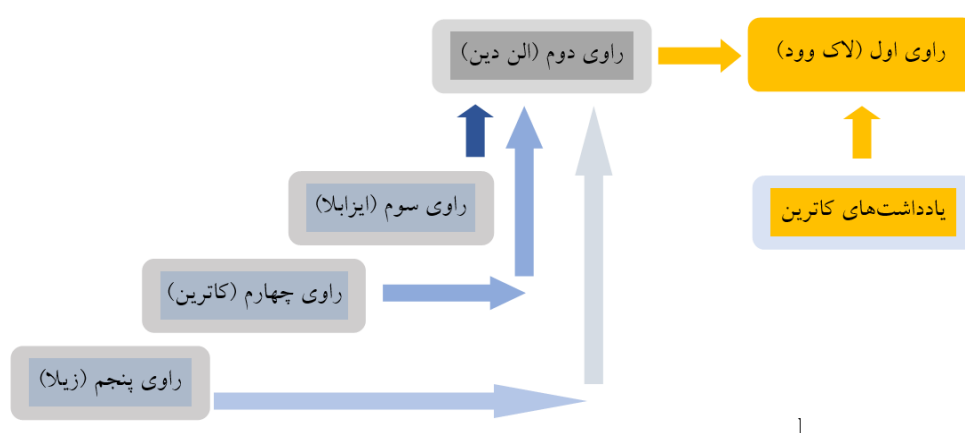 راوی اول (لاک وود)
راوی دوم (الن دین)
یادداشت‌های کاترین
راوی سوم (ایزابلا)
راوی چهارم (کاترین)
راوی پنجم (زیلا)